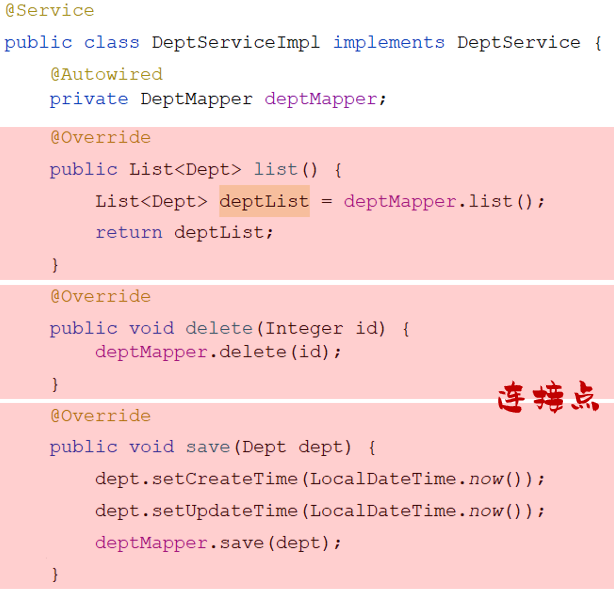 @Service
public class DeptServiceImpl implements DeptService {
@Autowired
private DeptMapper deptMapper;
@Override
public List<Dept> list() {
List<Dept> deptList = deptMapper.list();
return deptList;
}
@Override
public void delete(Integer id) {
deptMapper.delete(id);
}
连接点
@Override
public void save(Dept dept) {
dept.setCreateTime(LocalDateTime.now());
dept.setUpdateTime(LocalDateTime.now());
deptMapper.save(dept);
}